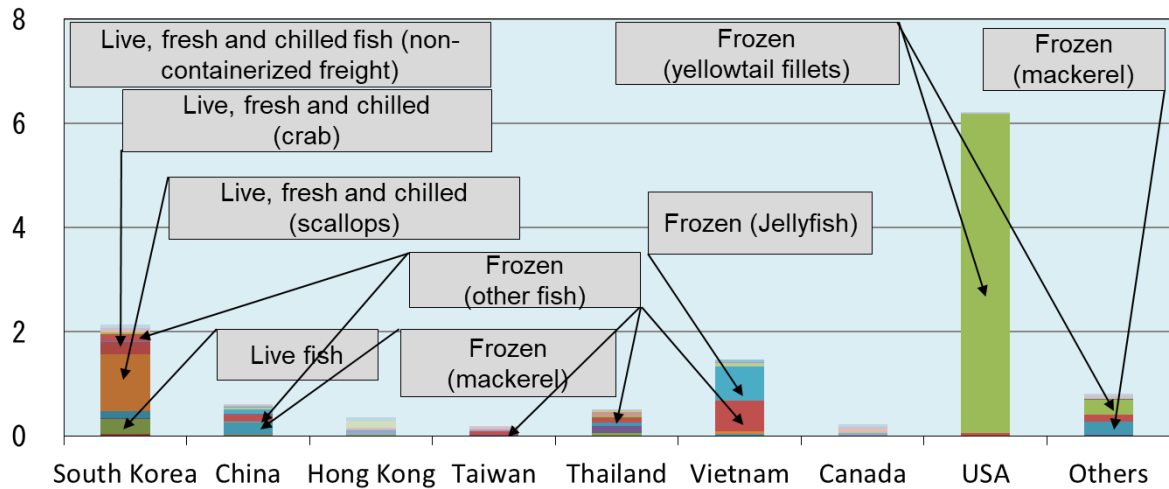 8
6
4
2
0
Live, fresh and chilled fish (non-
containerized freight)
Live, fresh and chilled
(crab)
Live, fresh and chilled
(scallops)
Live fish
Frozen
(other fish)
Frozen
(mackerel)
Frozen (Jellyfish)
Frozen
(yellowtail fillets)
Frozen
(mackerel)
South Korea
China
Hong Kong
Taiwan
Thailand
Vietnam
Canada
USA
Others